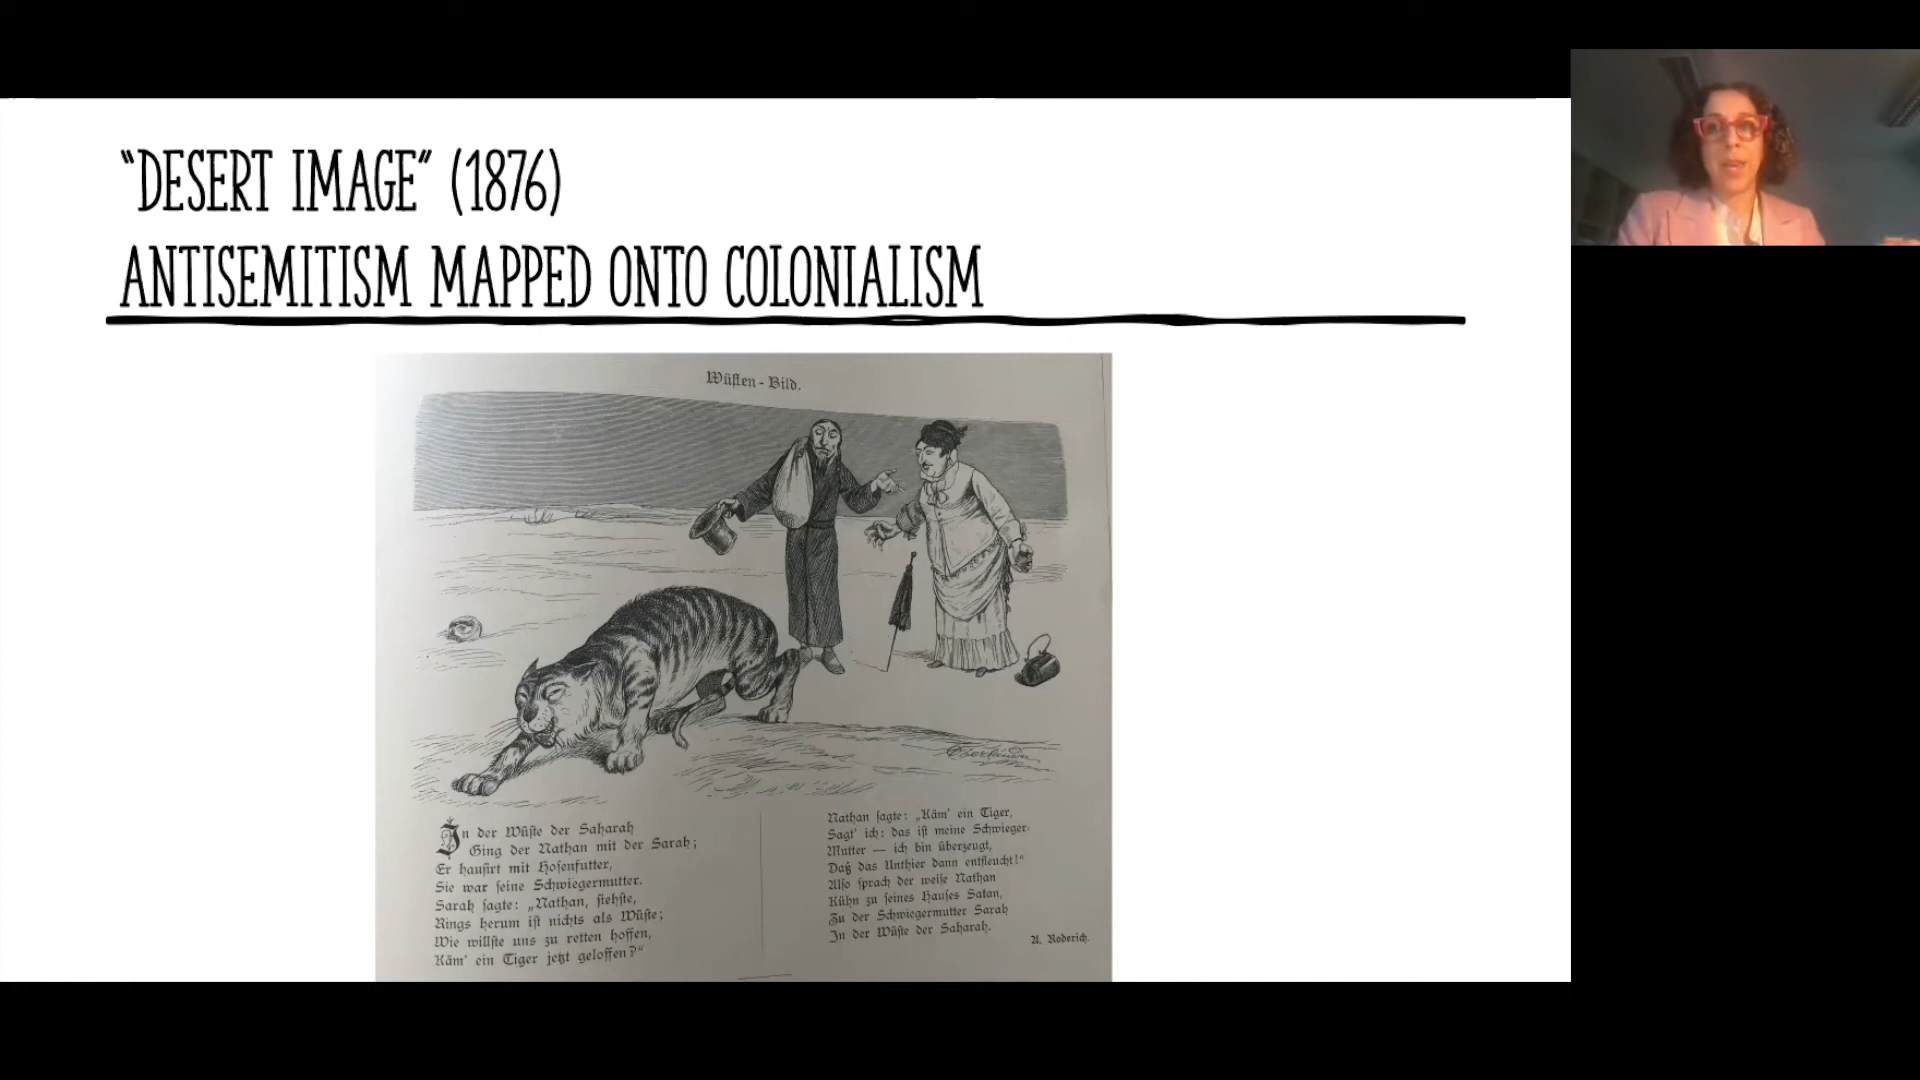 "DESERT IMAGE" (1876)
ANTISEMITISM MAPPED ONTO COLONIALISM
Wüsten-Bild.
In der Wüste der Saharah
Ging der Nathan mit der Sarah;
Er hausirt mit Hosenfutter,
Sie war seine Schwiegermutter.
Sarah sagte: „Nathan, siehste,
Rings herum ist nichts als Wüste;
Wie willste uns zu retten hoffen,
Käm' ein Tiger jetzt geloffen?"
Nathan sagte: „Käm' ein Tiger,
Sagt' ich: das ist meine Schwieger-
Mutter — ich bin überzeugt,
Daß das Unthier dann entfleucht!"
Also sprach der weise Nathan
Kühn zu seines Hauses Satan,
Zu der Schwiegermutter Sarah
In der Wüste der Saharah.
A. Roderich.